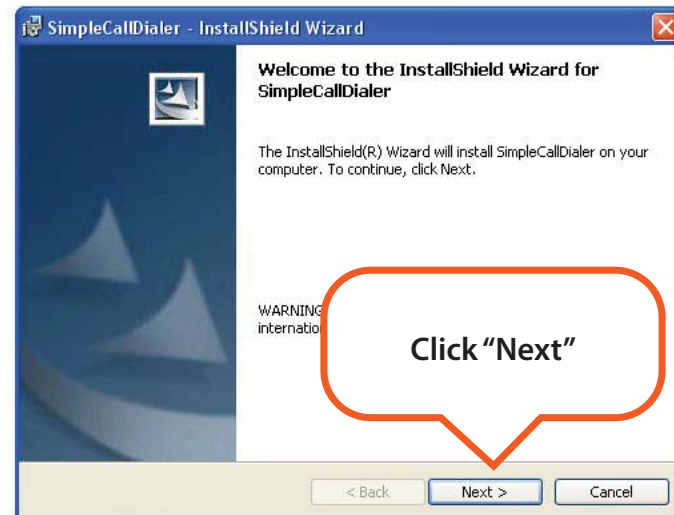 SimpleCallDialer - InstallShield Wizard
Welcome to the InstallShield Wizard for
SimpleCallDialer
The InstallShield(R) Wizard will install SimpleCallDialer on your
computer. To continue, click Next.
WARNING
Click “Next”
< Back Next > Cancel